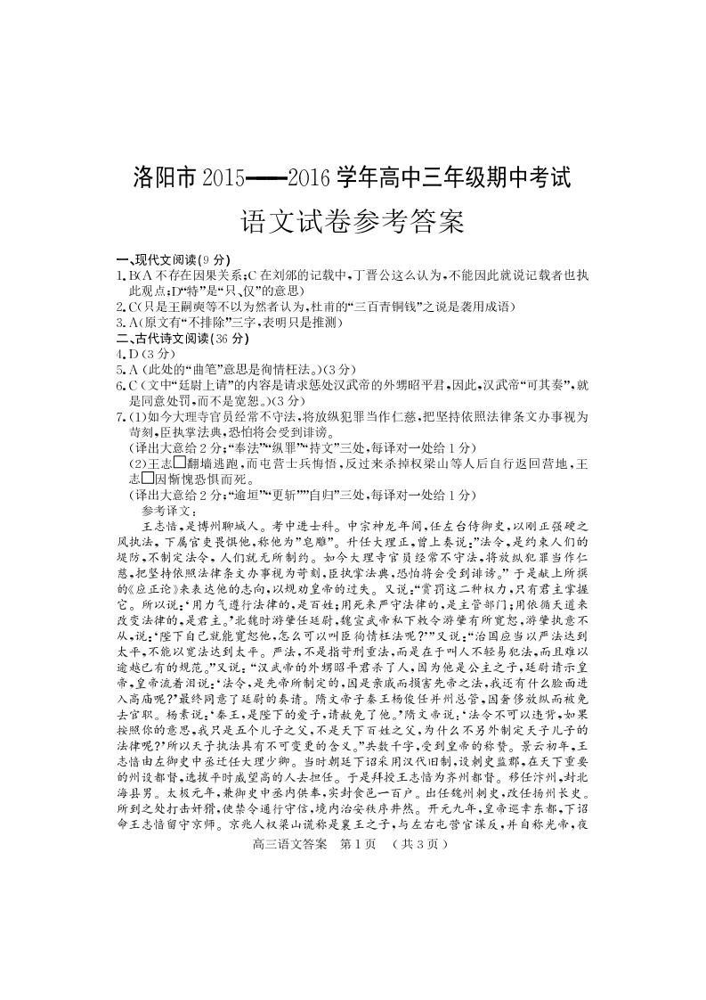 洛阳市 2015——2016 学年高中三年级期中考试
语文试卷参考答案
一、现代文阅读(9 分)
1. B(A 不存在因果关系;C 在刘邠的记载中,丁晋公这么认为,不能因此就说记载者也执
此观点;D“特”是“只、仅”的意思)
2. C(只是王嗣奭等不以为然者认为,杜甫的“三百青铜钱”之说是袭用成语)
3. A(原文有“不排除”三字,表明只是推测)
二、古代诗文阅读(36 分)
4. D (3 分)
5. A (此处的“曲笔”意思是徇情枉法。)(3 分)
6. C (文中“廷尉上请”的内容是请求惩处汉武帝的外甥昭平君,因此,汉武帝“可其奏”,就
是同意处罚,而不是宽恕。)(3 分)
7. (1)如今大理寺官员经常不守法,将放纵犯罪当作仁慈,把坚持依照法律条文办事视为
苛刻,臣执掌法典,恐怕将会受到诽谤。
(译出大意给 2 分;“奉法”“纵罪”“持文”三处,每译对一处给 1 分)
(2)王志□翻墙逃跑,而屯营士兵悔悟,反过来杀掉权梁山等人后自行返回营地,王
志□因惭愧恐惧而死。
(译出大意给 2 分;“逾垣”“更斩”“”自归”三处,每译对一处给 1 分)
参考译文:
王志愔,是博州聊城人。考中进士科。中宗神龙年间,任左台侍御史,以刚正强硬之
风执法, 下属官吏畏惧他,称他为”皂雕”。升任大理正,曾上奏说:”法令,是约束人们的
堤防,不制定法令, 人们就无所制约。如今大理寺官员经常不守法,将放纵犯罪当作仁
慈,把坚持依照法律条文办事视为苛刻,臣执掌法典,恐怕将会受到诽谤。” 于是献上所撰
的《应正论》来表达他的志向,以规劝皇帝的过失。又说:“赏罚这二种权力,只有君主掌握
它。所以说:‘用力气遵行法律的,是百姓;用死来严守法律的,是主管部门;用依循天道来
改变法律的,是君主。’北魏时游肇任廷尉,魏宣武帝私下敕令游肇有所宽恕,游肇执意不
从,说:‘陛下自己就能宽恕他,怎么可以叫臣徇情枉法呢?’”又说:“治国应当以严法达到
太平,不能以宽法达到太平。严法,不是指苛刑重法,而是在于叫人不轻易犯法,而且难以
逾越已有的规范。”又说: “汉武帝的外甥昭平君杀了人,因为他是公主之子,廷尉请示皇
帝,皇帝流着泪说:‘法令,是先帝所制定的,因是亲戚而损害先帝之法,我还有什么脸面进
入高庙呢?’最终同意了廷尉的奏请。隋文帝子秦王杨俊任并州总管,因奢侈放纵而被免
去官职。杨素说:‘秦王,是陛下的爱子,请赦免了他。’隋文帝说:‘法令不可以违背,如果
按照你的意思,我只是五个儿子之父,不是天下百姓之父,为什么不另外制定天子儿子的
法律呢?’所以天子执法具有不可变更的含义。”共数千字,受到皇帝的称赞。景云初年,王
志愔由左御史中丞迁任大理少卿。当时朝廷下诏采用汉代旧制,设刺史监郡,在天下重要
的州设都督,选拔平时威望高的人去担任。于是拜授王志愔为齐州都督。移任汴州,封北
海县男。太极元年,兼御史中丞内供奉,实封食邑一百户。出任魏州刺史,改任扬州长史。
所到之处打击奸猾,使禁令通行守信,境内治安秩序井然。开元九年,皇帝巡幸东都,下诏
命王志愔留守京师。京兆人权梁山谎称是襄王之子,与左右屯营官谋反,并自称光帝,夜
高三语文答案 第 1 页 (共 3 页)